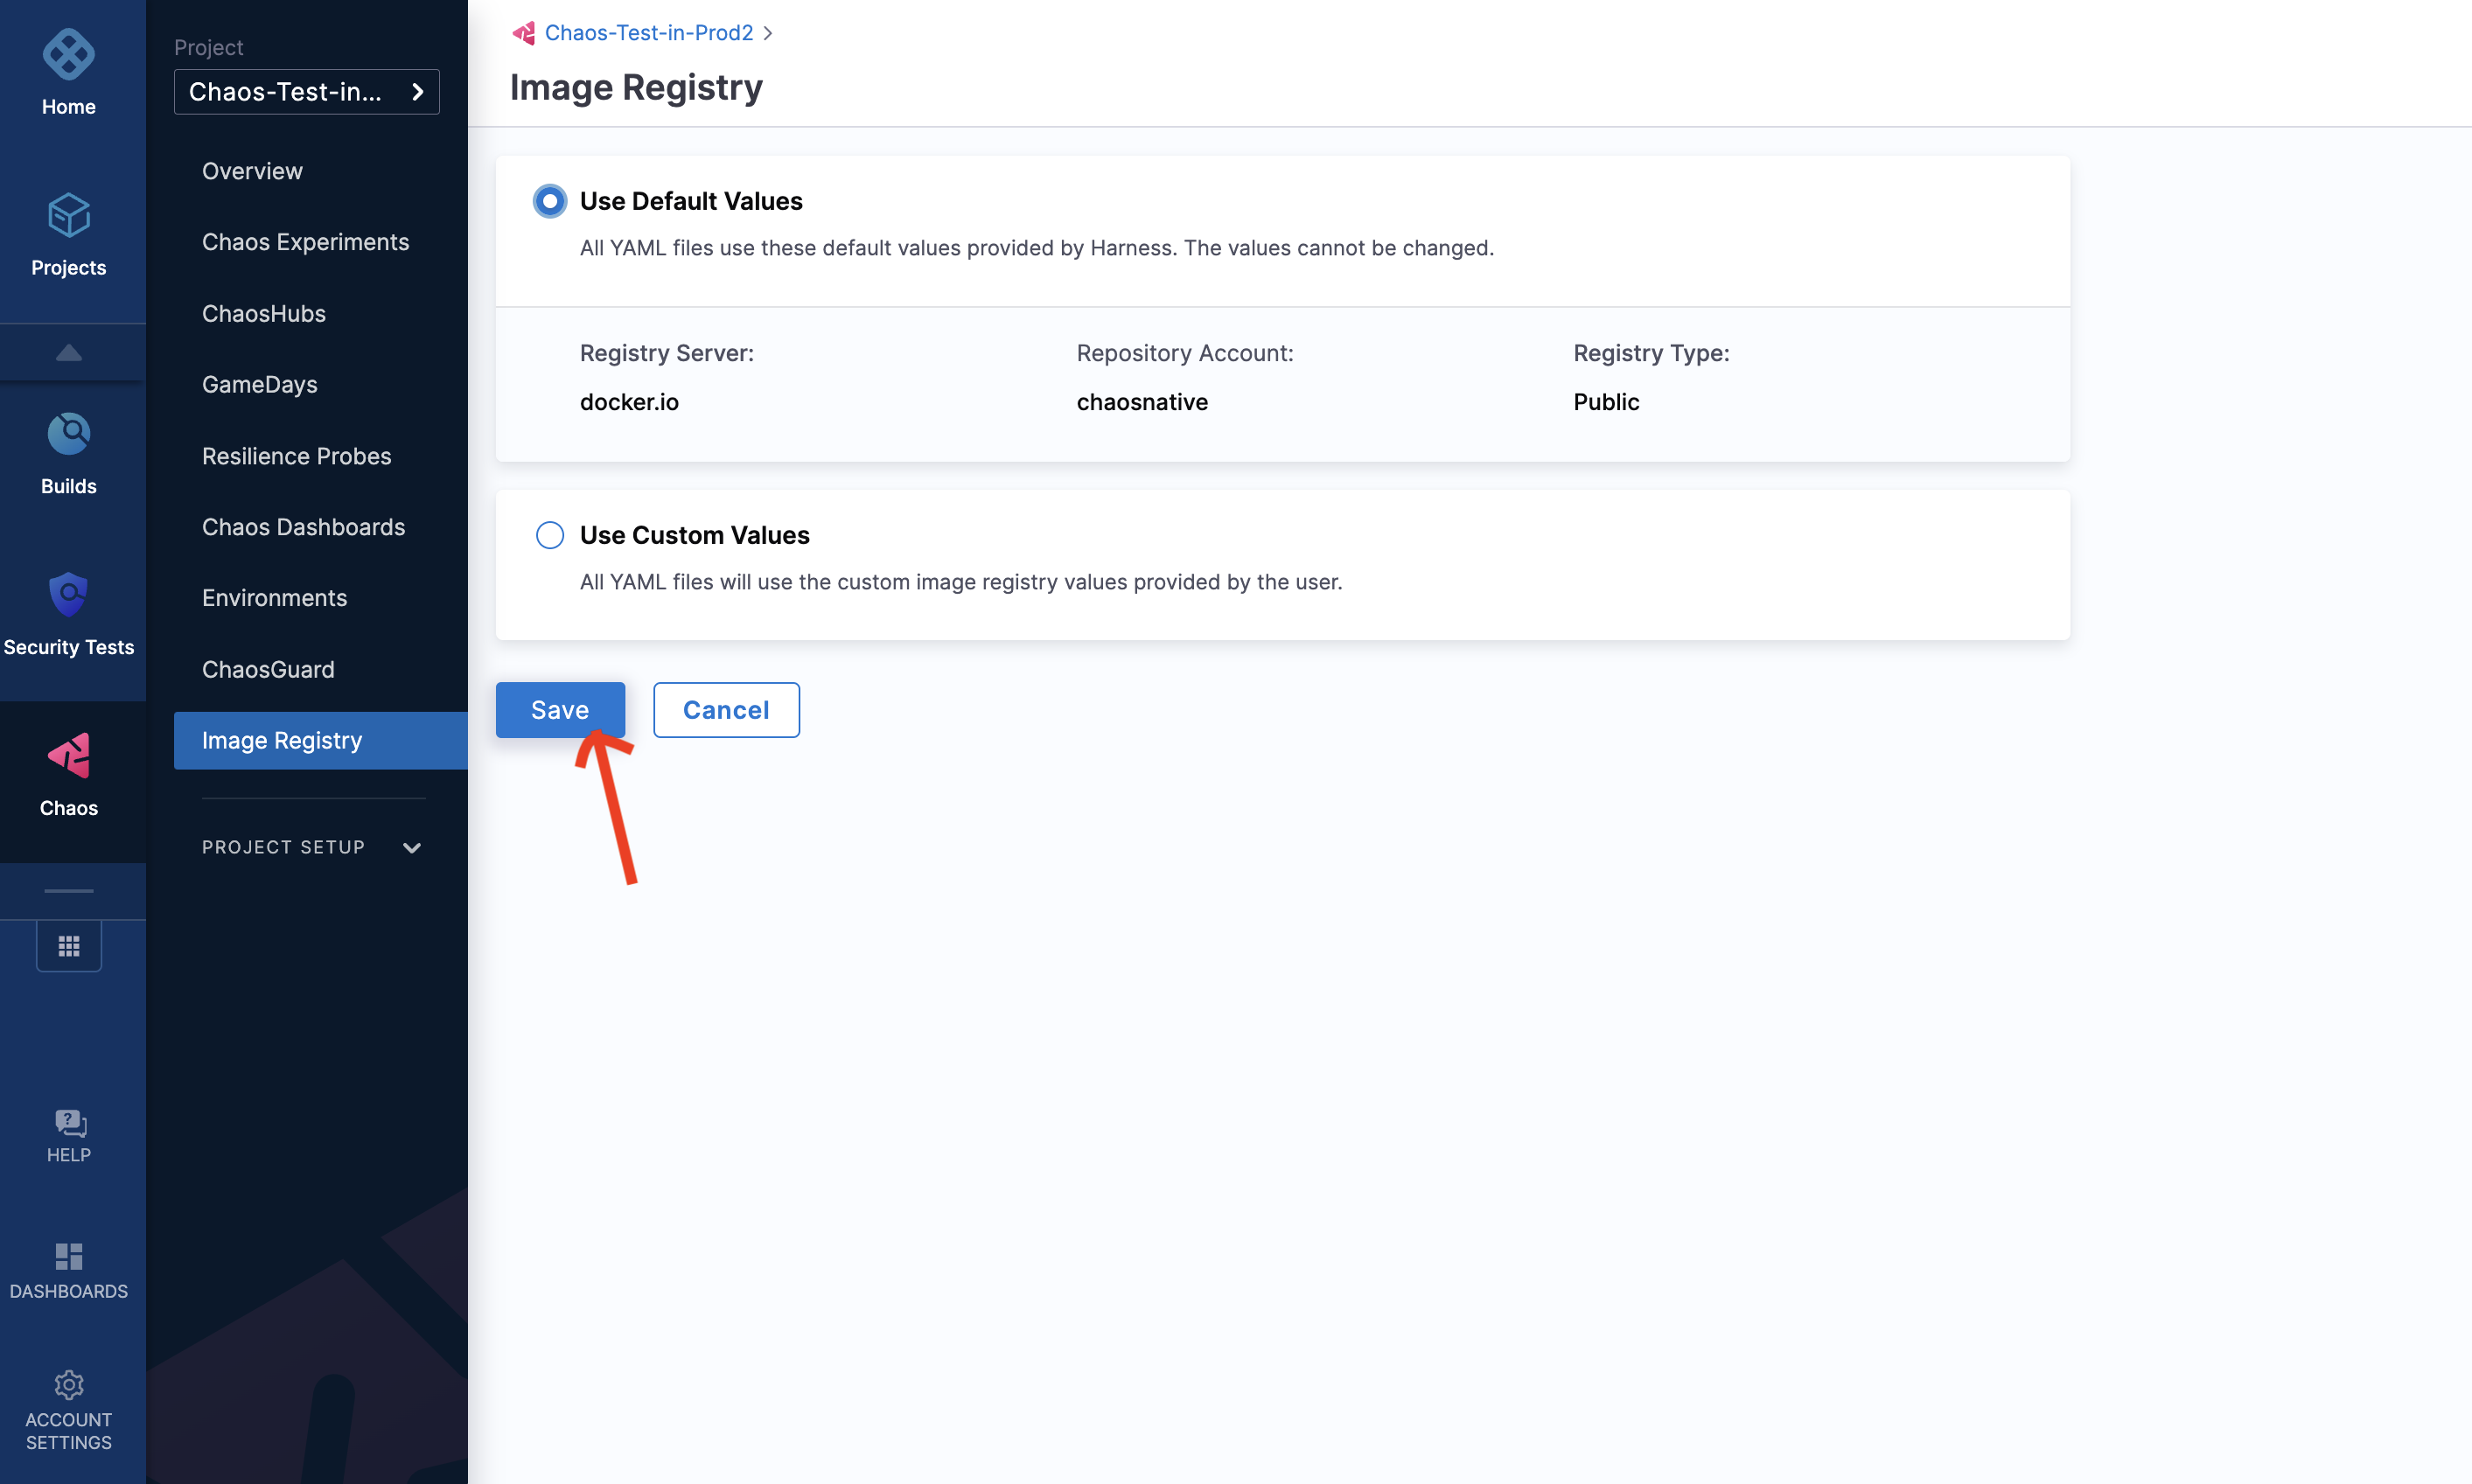 Home
Projects
Builds
Security Tests
Chaos
HELP
DASHBOARDS
ACCOUNT
SETTINGS
Project
Chaos-Test-in...
Overview
Chaos Experiments
ChaosHubs
GameDays
Resilience Probes
Chaos Dashboards
Environments
ChaosGuard
Image Registry
PROJECT SETUP
Chaos-Test-in-Prod2
Image Registry
Use Default Values
All YAML files use these default values provided by Harness. The values cannot be changed.
Registry Server: Repository Account: Registry Type:
docker.io chaosnative Public
Use Custom Values
All YAML files will use the custom image registry values provided by the user.
Save Cancel